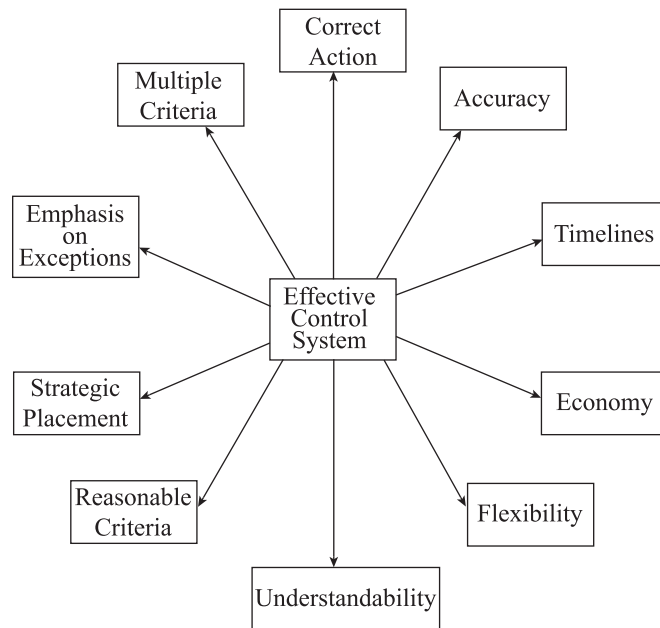 Correct
Action
Multiple
Criteria
Accuracy
Emphasis
on
Exceptions
Timelines
Effective
Control
System
Strategic
Placement
Economy
Reasonable
Criteria
Flexibility
Understandability